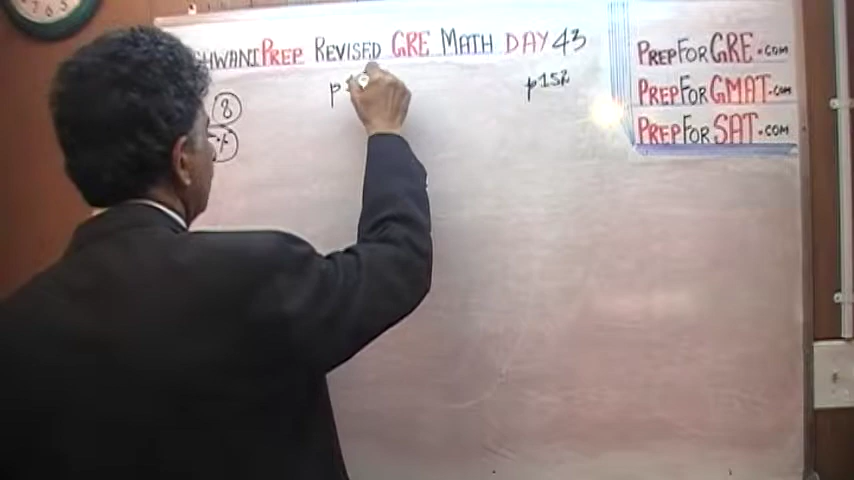 SHWANIPREP REVISED GRE MATH DAY 43
PREPFORGRE.COM
PREPFORGMAT.COM
PREPFORSAT.COM
8
p152